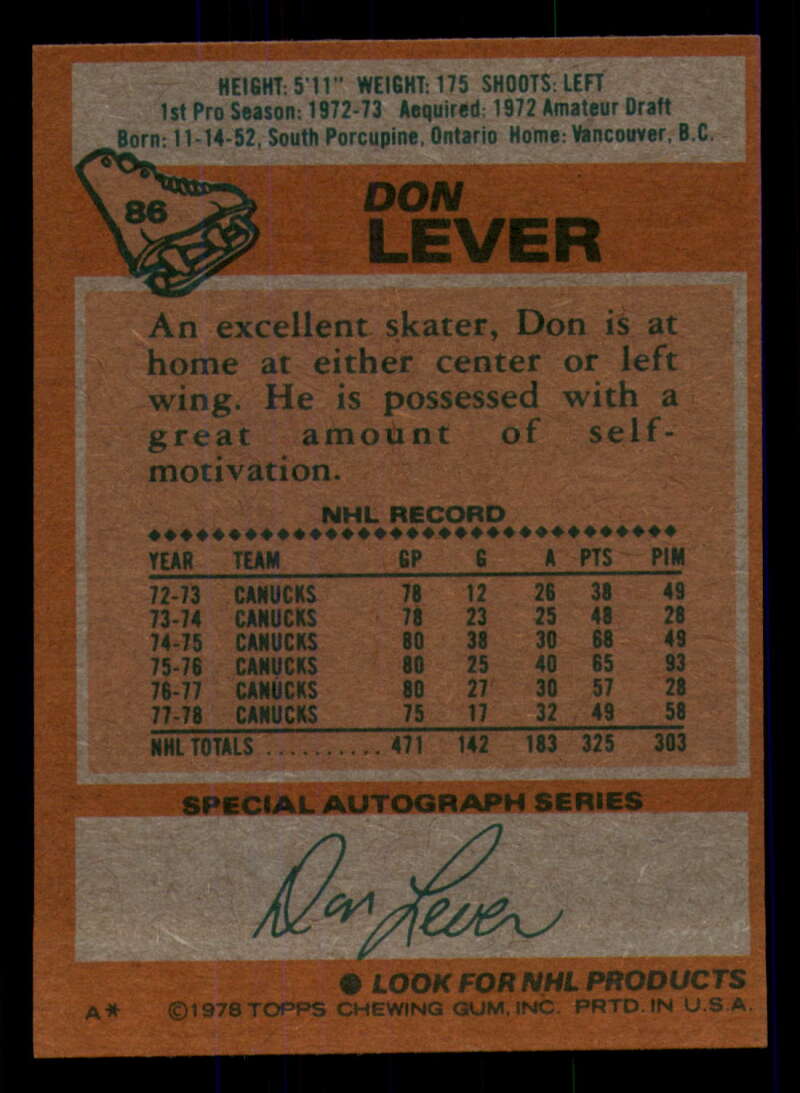 HEIGHT: 5'11" WEIGHT: 175 SHOOTS: LEFT
1st Pro Season: 1972-73 Acquired: 1972 Amateur Draft
Born: 11-14-52, South Porcupine, Ontario Home: Vancouver, B.C.
86
DON
LEVER
An excellent skater, Don is at
home at either center or left
wing. He is possessed with a
great amount of self-
motivation.
NHL RECORD
YEAR TEAM GP G A PTS PIM
72-73 CANUCKS 78 12 26 38 49
73-74 CANUCKS 78 23 25 48 28
74-75 CANUCKS 80 38 30 68 49
75-76 CANUCKS 80 25 40 65 93
76-77 CANUCKS 80 27 30 57 28
77-78 CANUCKS 75 17 32 49 58
NHL TOTALS ........... 471 142 183 325 303
SPECIAL AUTOGRAPH SERIES
Don Lever
● LOOK FOR NHL PRODUCTS
A* ©1978 TOPPS CHEWING GUM, INC. PRTD. IN U.S.A.